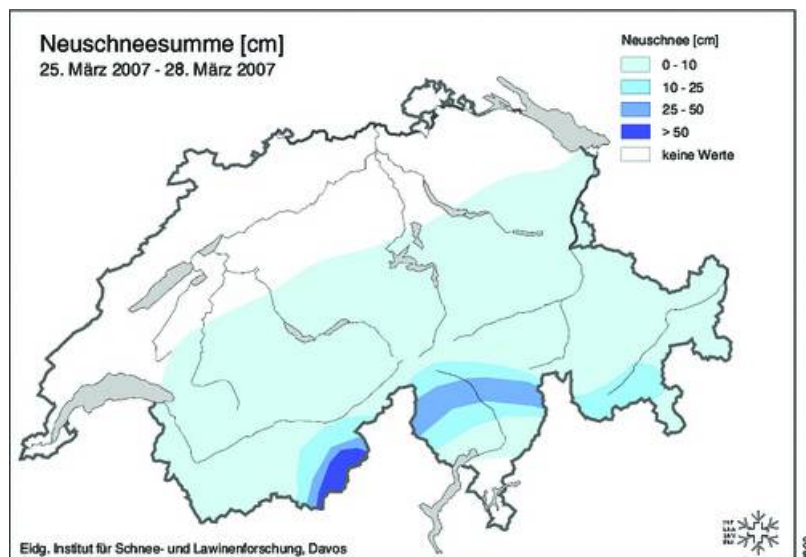 Neuschneesumme [cm]
25. März 2007 - 28. März 2007
Neuschnee [cm]
0 - 10
10 - 25
25 - 50
> 50
keine Werte
Eidg. Institut für Schnee- und Lawinenforschung, Davos